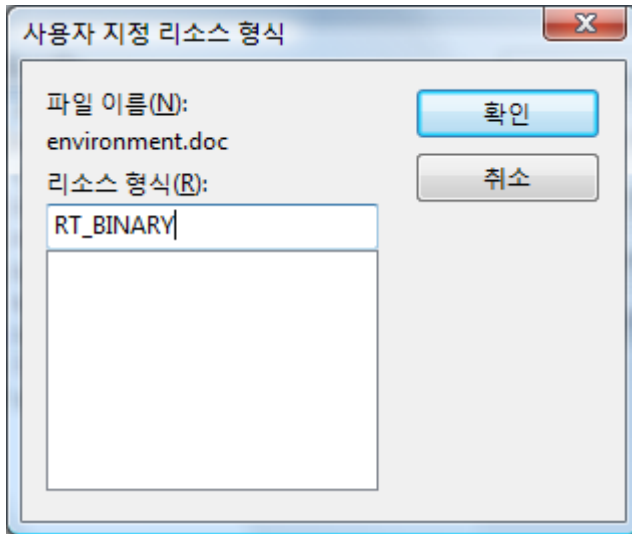 사용자 지정 리소스 형식
파일 이름(N):
environment.doc
리소스 형식(R):
RT_BINARY
확인
취소